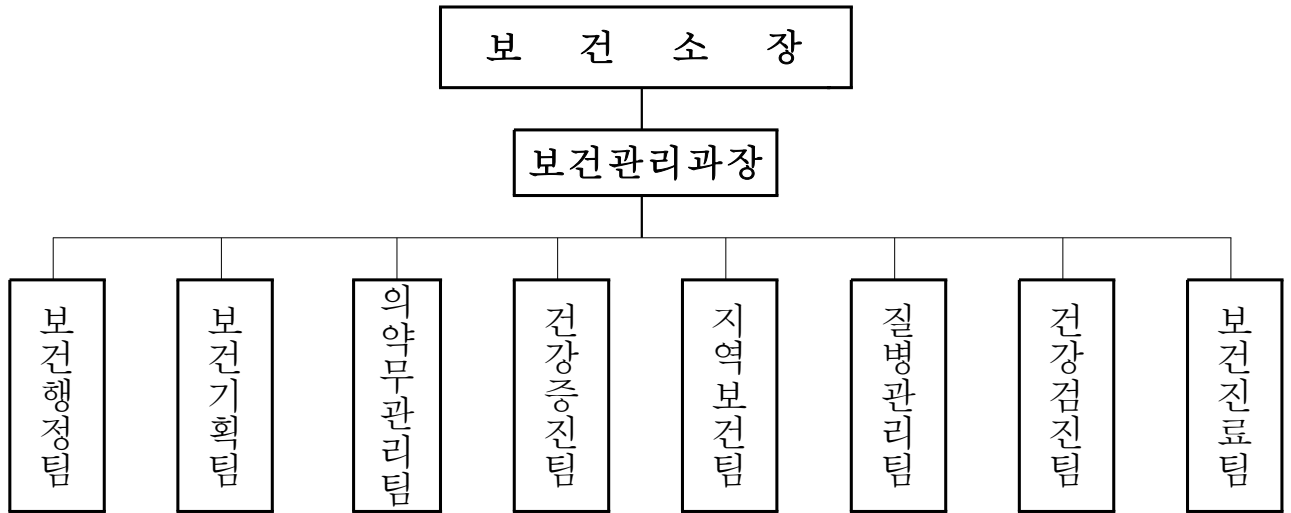 보 건 소 장
보건관리과장
보건행정팀
보건기획팀
의약무관리팀
건강증진팀
지역보건팀
질병관리팀
건강검진팀
보건진료팀